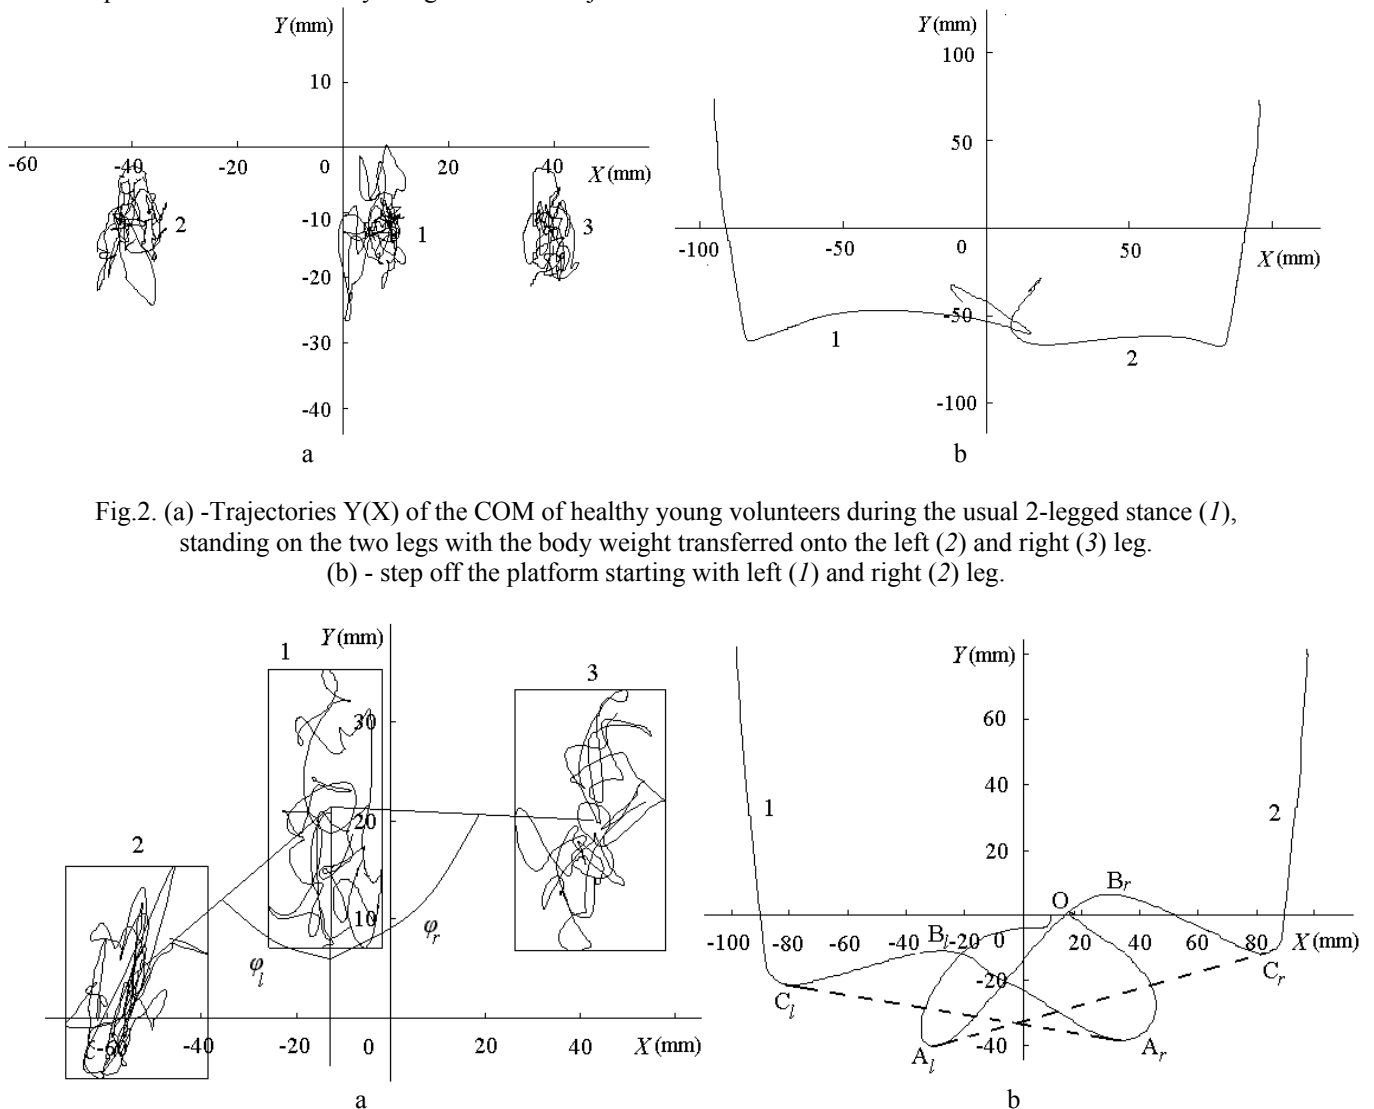 Y(mm)
10
-60
-40
-20
0
20
40
X(mm)
2
-10
1
3
-20
-30
-40
a
Y(mm)
100
50
-100
-50
0
50
X(mm)
-50
1
2
-100
b
Fig.2. (a) -Trajectories Y(X) of the COM of healthy young volunteers during the usual 2-legged stance (1),
standing on the two legs with the body weight transferred onto the left (2) and right (3) leg.
(b) - step off the platform starting with left (1) and right (2) leg.
1
Y(mm)
3
30
2
20
10
φr
φl
-60
-40
-20
0
20
40
X(mm)
a
Y(mm)
60
40
1
2
20
Br
O
-100
-80
-60
-40
Bl
-20
0
20
40
60
80
X(mm)
Cl
-20
Cr
Al
-40
Ar
b